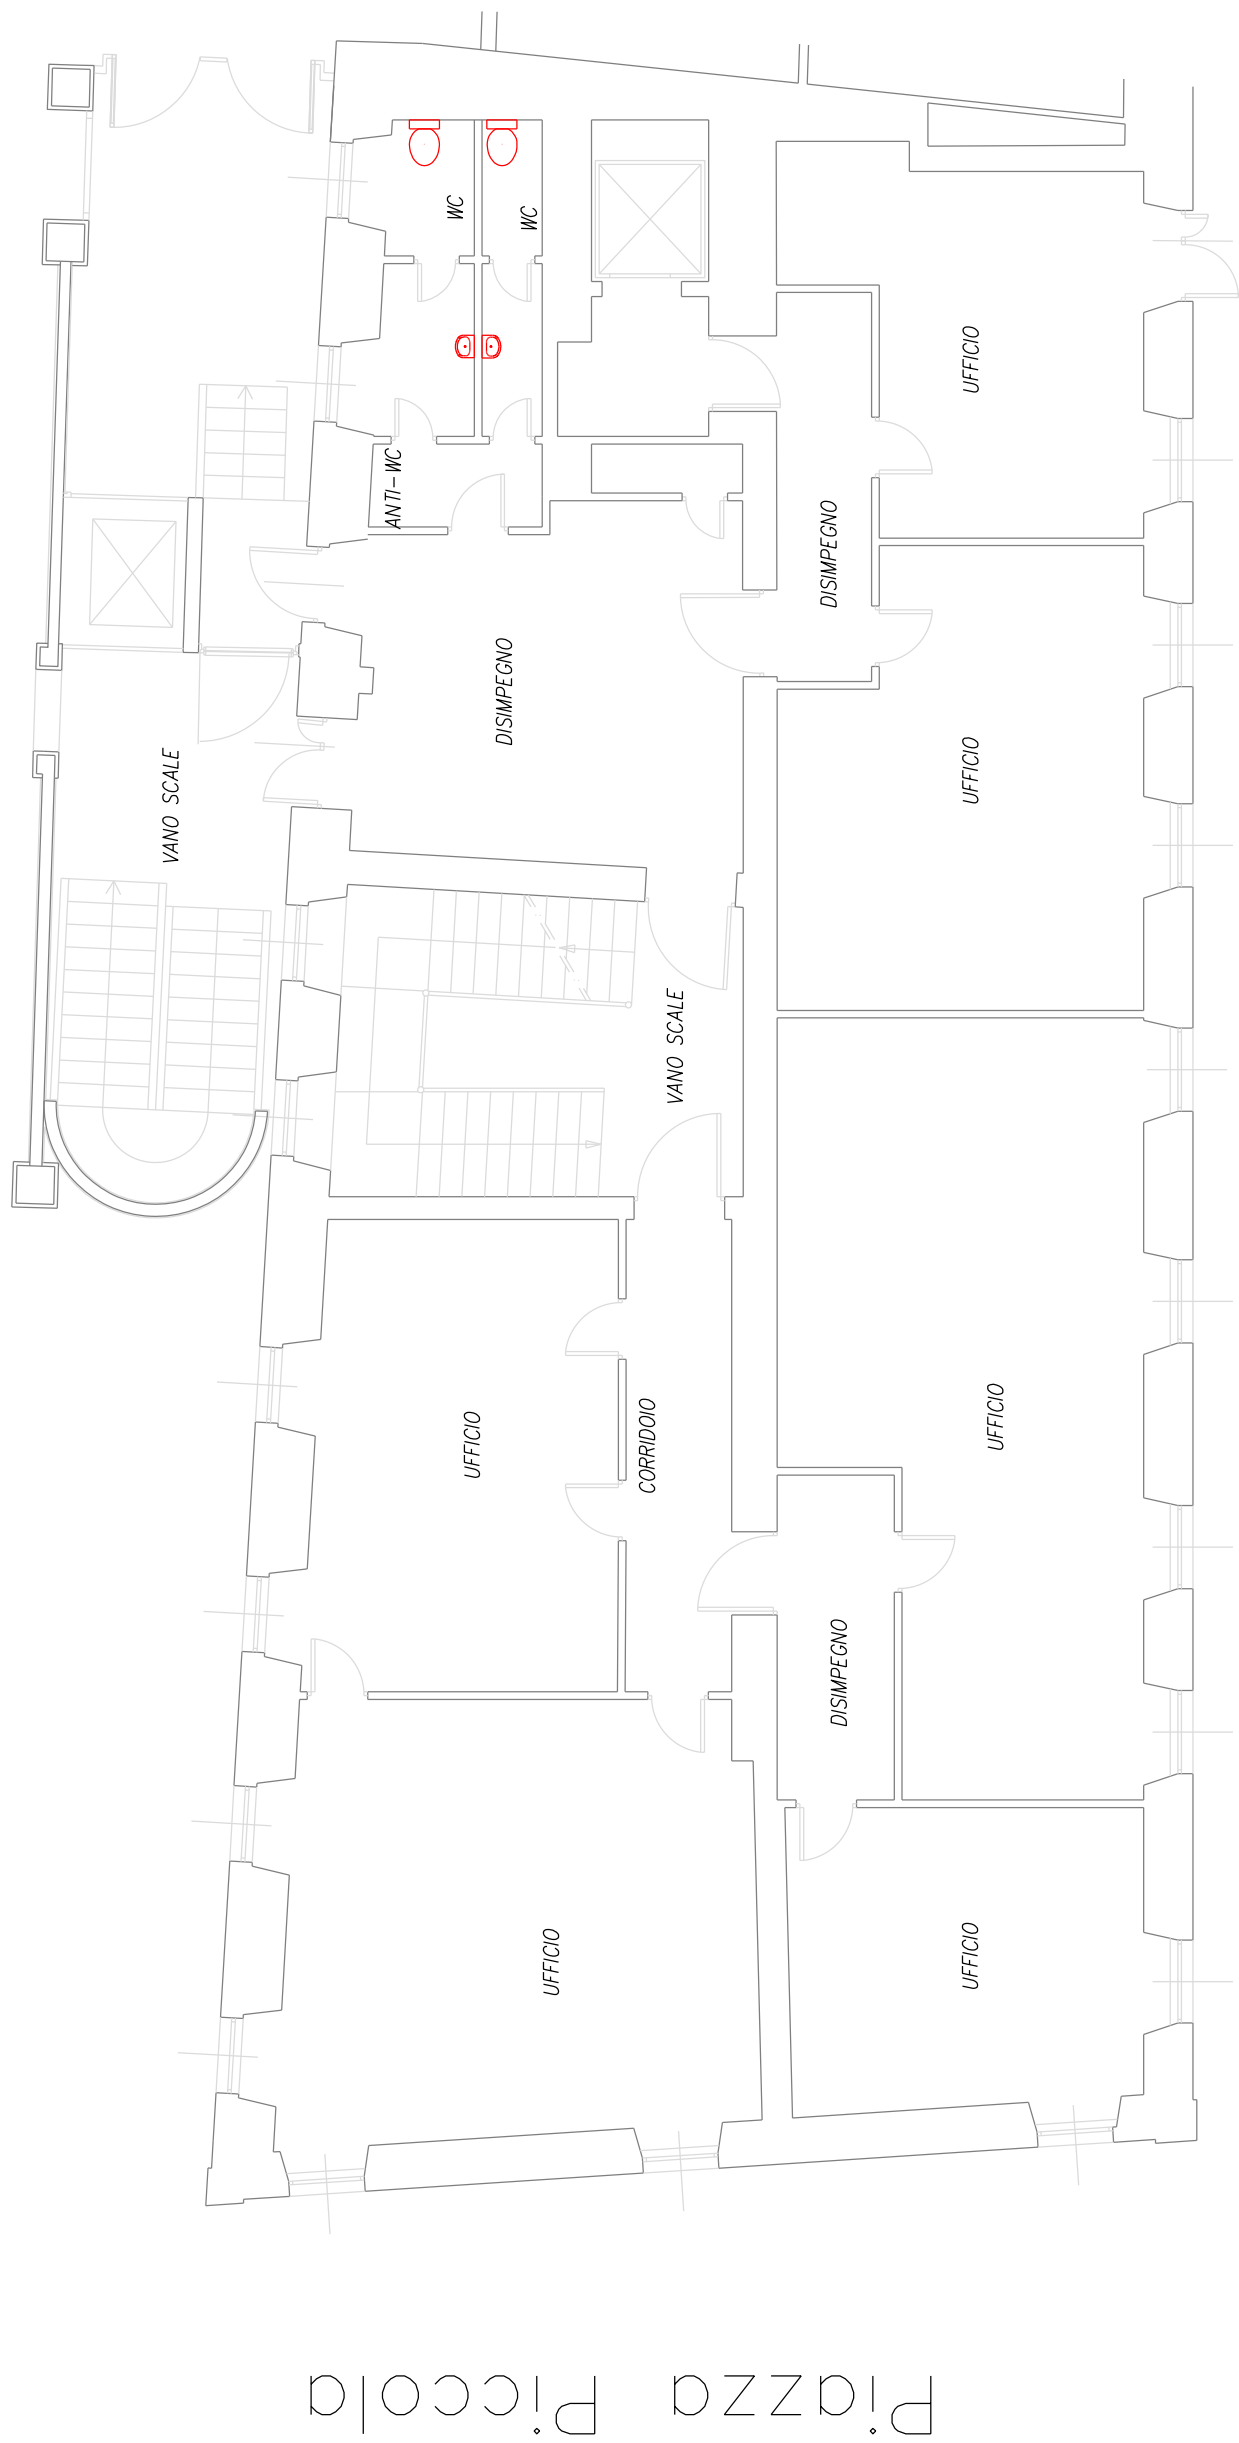 WC
WC
UFFICIO
ANTI-WC
DISIMPEGNO
DISIMPEGNO
VANO SCALE
UFFICIO
VANO SCALE
UFFICIO
CORRIDOIO
UFFICIO
DISIMPEGNO
UFFICIO
UFFICIO
Piazza Piccola